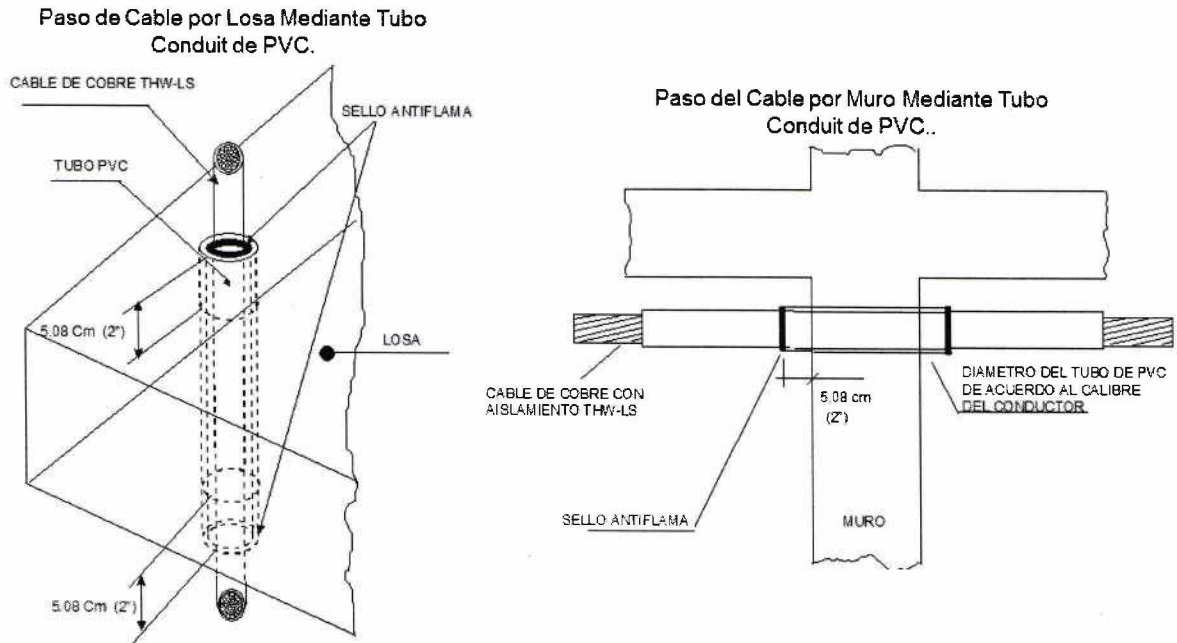 Paso de Cable por Losa Mediante Tubo
Conduit de PVC.
CABLE DE COBRE THW-LS
SELLO ANTIFLAMA
TUBO PVC
5.08 Cm (2")
LOSA
5.08 Cm (2")
Paso del Cable por Muro Mediante Tubo
Conduit de PVC..
CABLE DE COBRE CON
AISLAMIENTO THW-LS
5.08 cm
(2")
DIAMETRO DEL TUBO DE PVC
DE ACUERDO AL CALIBRE
DEL CONDUCTOR
SELLO ANTIFLAMA
MURO